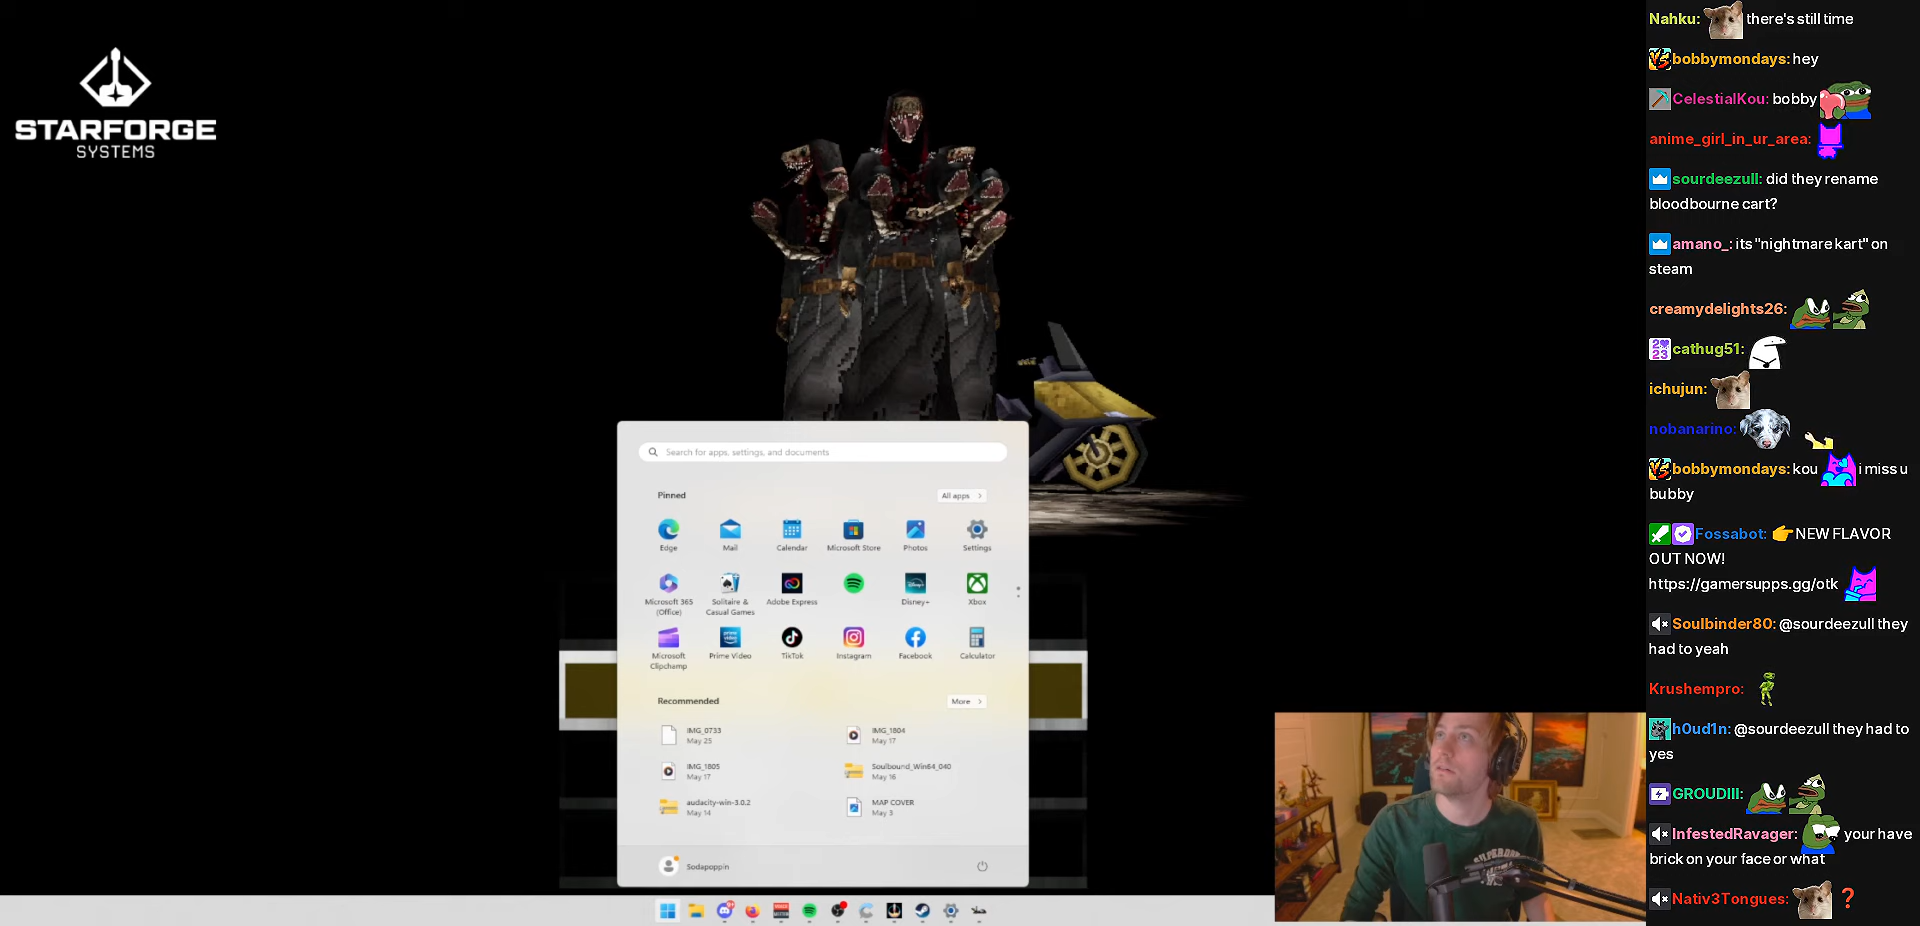 STARFORGE
SYSTEMS
Search for apps, settings, and documents
Pinned
All apps
Edge
Mail
Calendar
Microsoft Store
Photos
Settings
Microsoft 365
(Office)
Solitaire &
Casual Games
Adobe Express
Disney+
Xbox
Microsoft
Clipchamp
Prime Video
TikTok
Instagram
Facebook
Calculator
Recommended
More
IMG_0733
May 25
IMG_1804
May 17
IMG_1805
May 17
Soulbound_Win64_040
May 16
audacity-win-3.0.2
May 14
MAP COVER
May 3
Sodapoppin
Nahku: there's still time
bobbymondays: hey
CelestialKou: bobby
anime_girl_in_ur_area:
sourdeezull: did they rename
bloodbourne cart?
amano_: its "nightmare kart" on
steam
creamydelights26:
cathug51:
ichujun:
nobanarino:
bobbymondays: kou i miss u
bubby
Fossabot: 👉 NEW FLAVOR
OUT NOW!
https://gamersupps.gg/otk
Soulbinder80: @sourdeezull they
had to yeah
Krushempro:
h0ud1n: @sourdeezull they had to
yes
GROUDIII:
InfestedRavager: your have
brick on your face or what
Nativ3Tongues: ❓